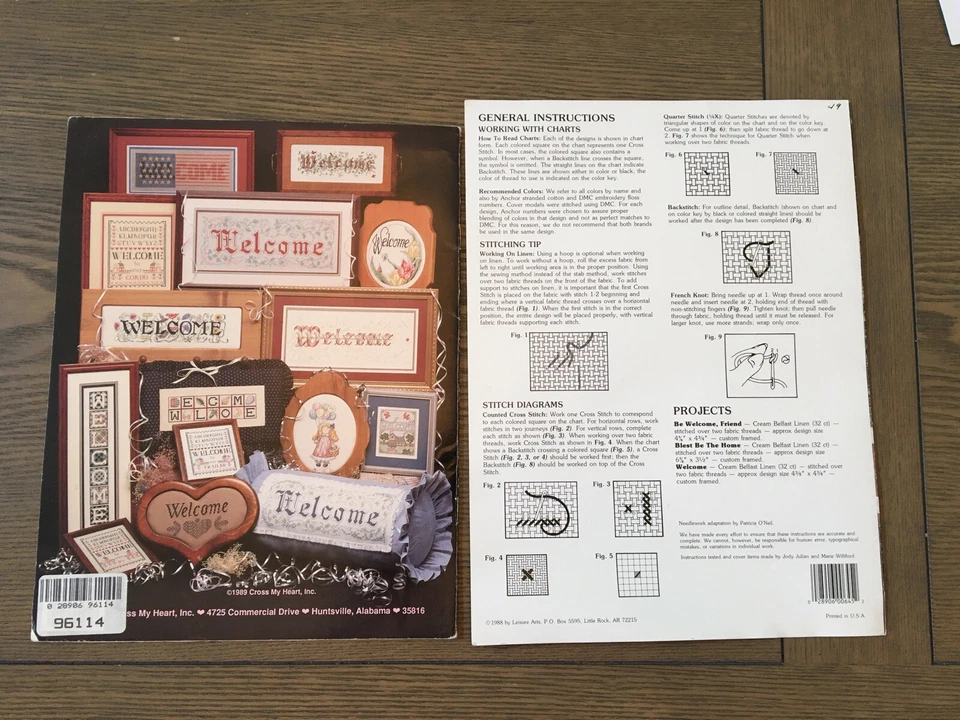 Welcome
ABCDEFGHI
KLMNOPQR
STUVWXYZ
WELCOME
Welcome
Welcome
WELCOME
Welcome
WELCOME
WELCOME
WELCOME
Welcome
Welcome
WELCOME
©1989 Cross My Heart, Inc.
ss My Heart, Inc. ❤ 4725 Commercial Drive ❤ Huntsville, Alabama ❤ 35816
0 28906 96114
96114
GENERAL INSTRUCTIONS
WORKING WITH CHARTS
How To Read Charts: Each of the designs is shown in chart
form. Each colored square on the chart represents one Cross
Stitch. In most cases, the colored square also contains a
symbol. However, when a Backstitch line crosses the square,
the symbol is omitted. The straight lines on the chart indicate
Backstitch. These lines are shown either in color or black, the
color of thread to use is indicated on the color key.
Recommended Colors: We refer to all colors by name and
also by Anchor stranded cotton and DMC embroidery floss
numbers. Cover models were stitched using DMC. For each
design, Anchor numbers were chosen to assure proper
blending of colors in that design and not as perfect matches to
DMC. For this reason, we do not recommend that both brands
be used in the same design.
STITCHING TIP
Working On Linen: Using a hoop is optional when working
on linen. To work without a hoop, roll the excess fabric from
left to right until working area is in the proper position. Using
the sewing method instead of the stab method, work stitches
over two fabric threads on the front of the fabric. To add
support to stitches on linen, it is important that the first Cross
Stitch is placed on the fabric with stitch 1-2 beginning and
ending where a vertical fabric thread crosses over a horizontal
fabric thread (Fig. 1). When the first stitch is in the correct
position, the entire design will be placed properly, with vertical
fabric threads supporting each stitch.
Fig. 1
STITCH DIAGRAMS
Counted Cross Stitch: Work one Cross Stitch to correspond
to each colored square on the chart. For horizontal rows, work
stitches in two journeys (Fig. 2). For vertical rows, complete
each stitch as shown (Fig. 3). When working over two fabric
threads, work Cross Stitch as shown in Fig. 4. When the chart
shows a Backstitch crossing a colored square (Fig. 5), a Cross
Stitch (Fig. 2, 3, or 4) should be worked first; then the
Backstitch (Fig. 8) should be worked on top of the Cross
Stitch.
Fig. 2
Fig. 3
Fig. 4
Fig. 5
©1988 by Leisure Arts, P.O. Box 5595, Little Rock, AR 72215
Quarter Stitch (¼X): Quarter Stitches are denoted by
triangular shapes of color on the chart and on the color key.
Come up at 1 (Fig. 6), then split fabric thread to go down at
2. Fig. 7 shows the technique for Quarter Stitch when
working over two fabric threads.
Fig. 6
Fig. 7
Backstitch: For outline detail, Backstitch (shown on chart and
on color key by black or colored straight lines) should be
worked after the design has been completed (Fig. 8).
Fig. 8
French Knot: Bring needle up at 1. Wrap thread once around
needle and insert needle at 2, holding end of thread with
non-stitching fingers (Fig. 9). Tighten knot; then pull needle
through fabric, holding thread until it must be released. For
larger knot, use more strands; wrap only once.
Fig. 9
PROJECTS
Be Welcome, Friend — Cream Belfast Linen (32 ct) —
stitched over two fabric threads — approx design size
— custom framed.
Blest Be The Home — Cream Belfast Linen (32 ct) —
stitched over two fabric threads — approx design size
— custom framed.
Welcome — Cream Belfast Linen (32 ct) — stitched over
two fabric threads — approx design size 4¾" x 4¾" —
custom framed.
Needlework adaptation by Patricia O'Neil.
We have made every effort to ensure that these instructions are accurate and
complete. We cannot, however, be responsible for human error, typographical
mistakes, or variations in individual work.
Instructions tested and cover items made by Jody Julian and Marie Williford.
0 28906 00645 3
Printed in U.S.A.